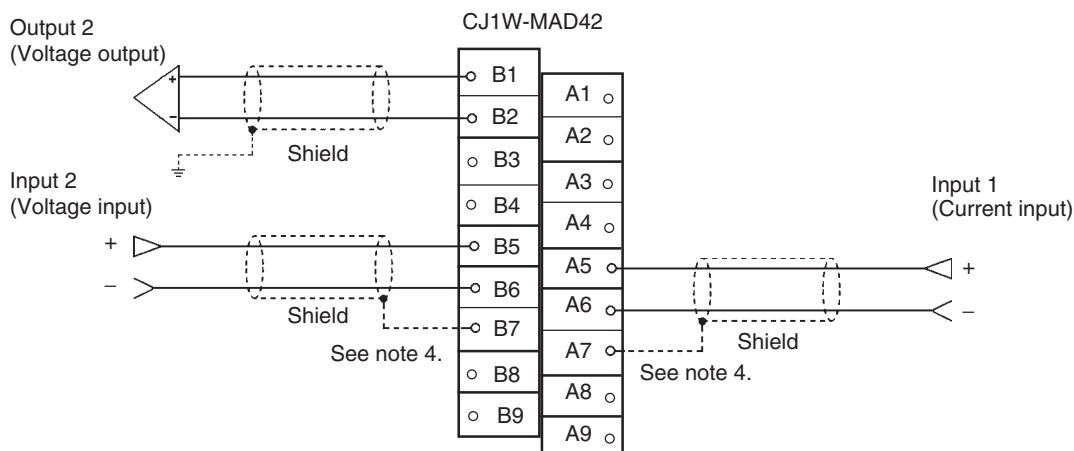 CJ1W-MAD42
Output 2
(Voltage output)
+
−
Shield
Input 2
(Voltage input)
+
−
Shield
See note 4.
B1
B2
B3
B4
B5
B6
B7
B8
B9
A1
A2
A3
A4
A5
A6
A7
A8
A9
Input 1
(Current input)
+
−
Shield
See note 4.